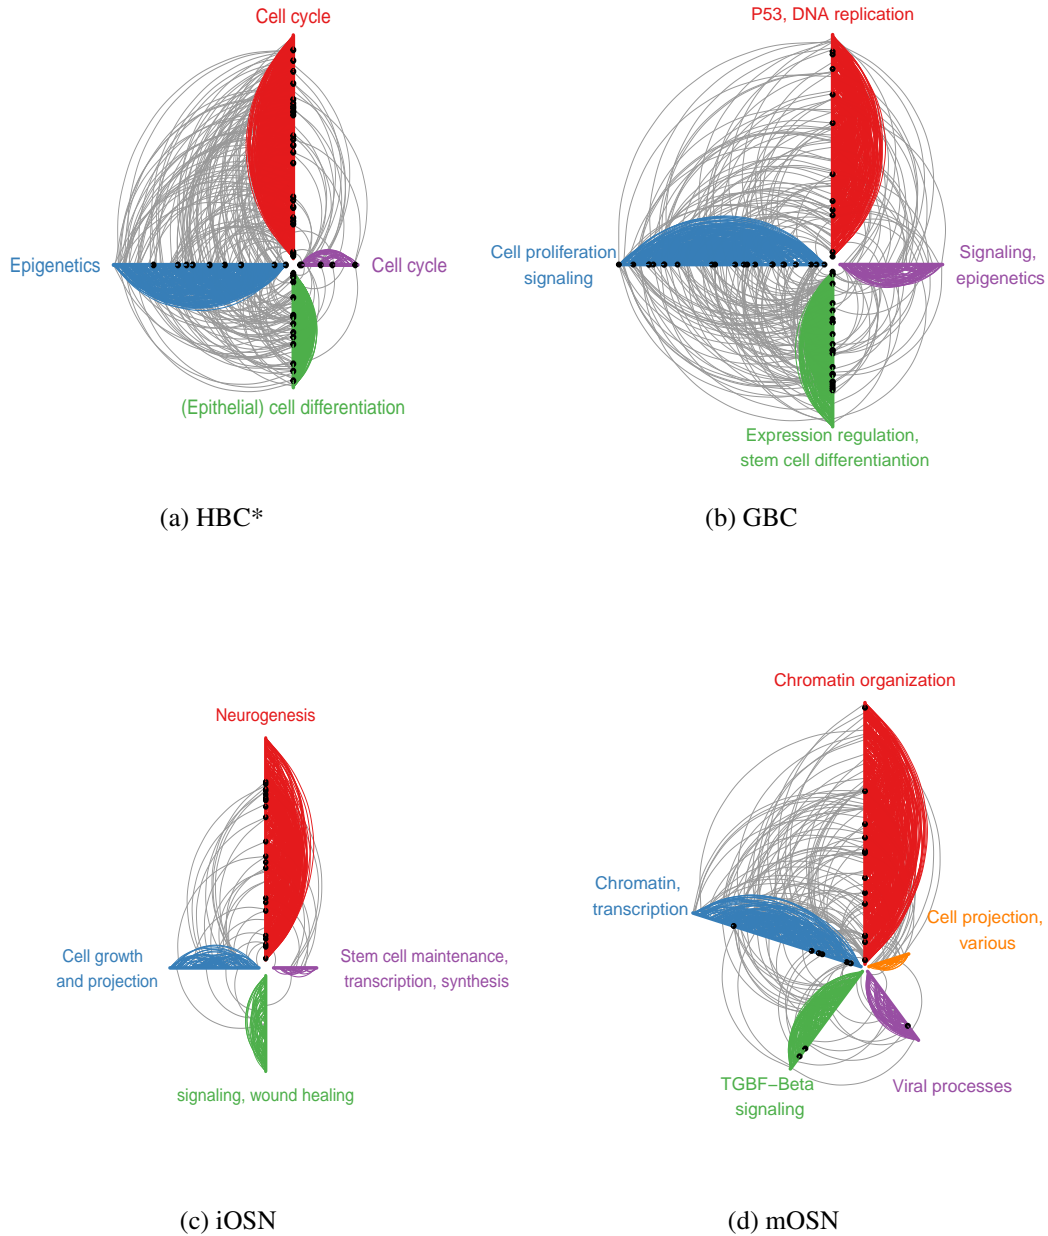 Cell cycle
Epigenetics
Cell cycle
(Epithelial) cell differentiation
(a) HBC*
P53, DNA replication
Cell proliferation
signaling
Signaling,
epigenetics
Expression regulation,
stem cell differentiantion
(b) GBC
Neurogenesis
Cell growth
and projection
Stem cell maintenance,
transcription, synthesis
signaling, wound healing
(c) iOSN
Chromatin organization
Chromatin,
transcription
Cell projection,
various
TGBF−Beta
signaling
Viral processes
(d) mOSN